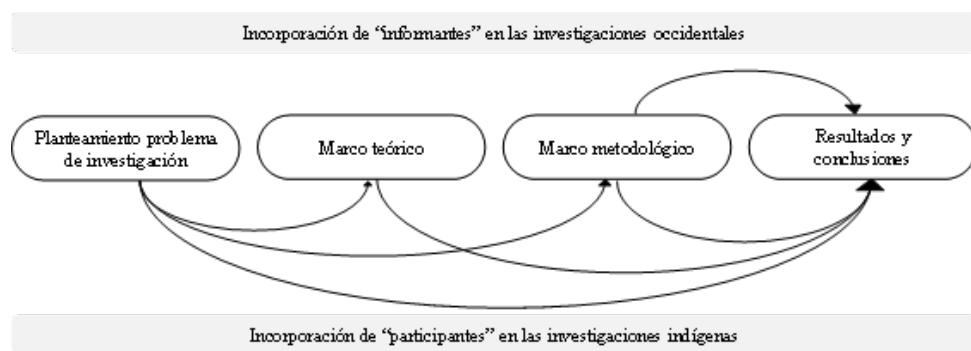 Incorporación de “informantes” en las investigaciones occidentales
Planteamiento problema
de investigación
Marco teórico
Marco metodológico
Resultados y
conclusiones
Incorporación de “participantes” en las investigaciones indígenas